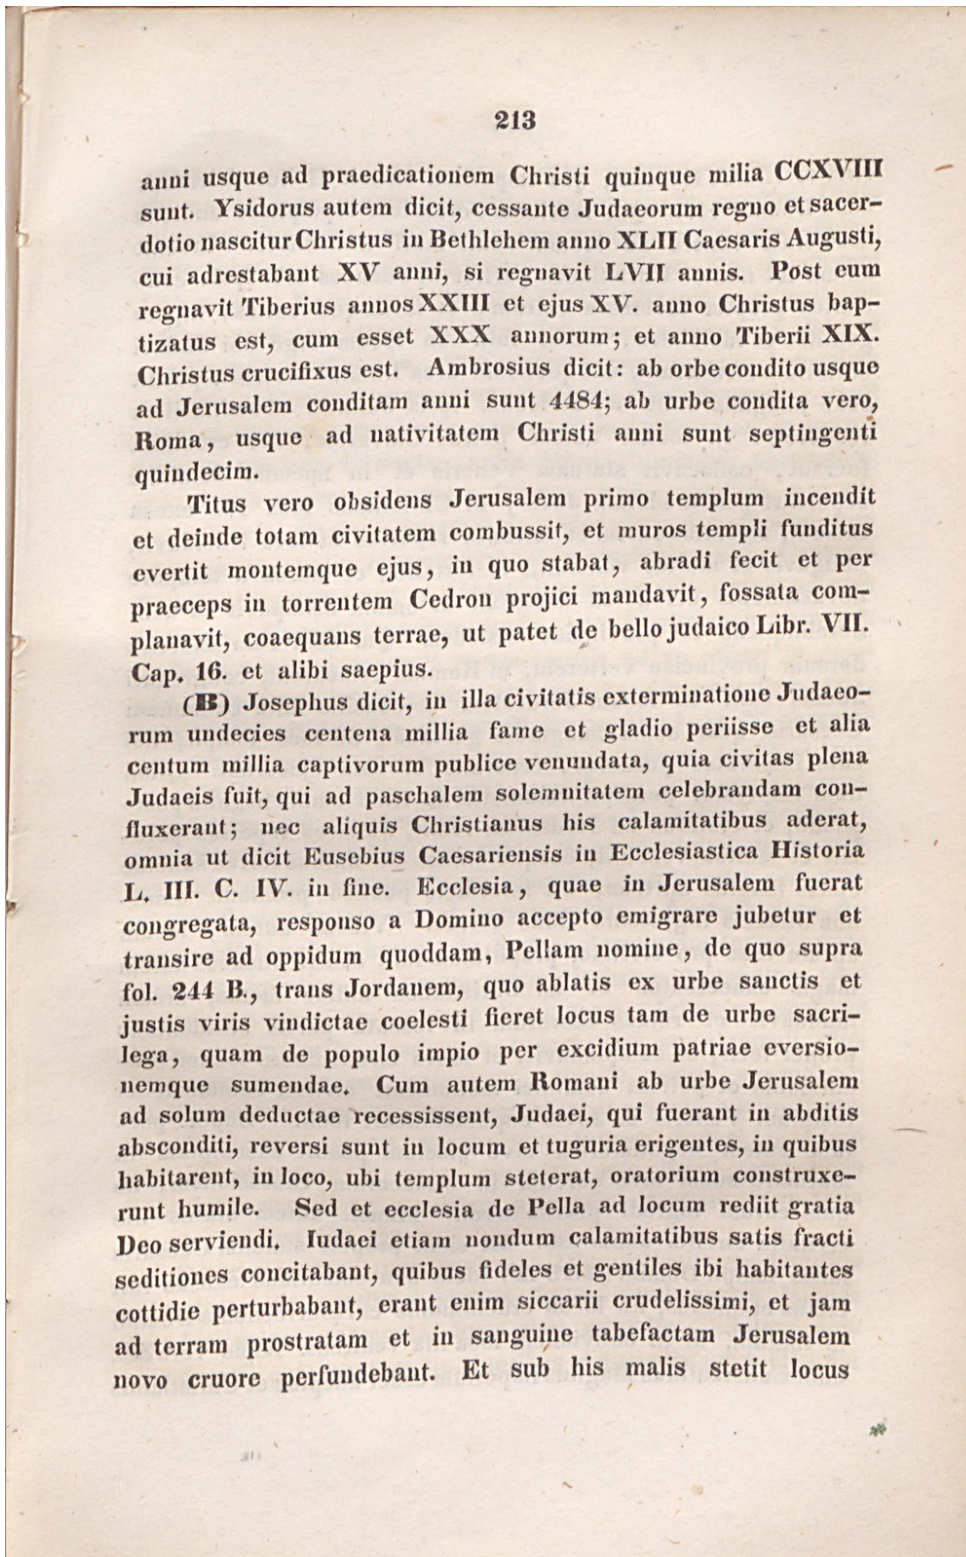 213
anni usque ad praedicationem Christi quinque milia CCXVIII
sunt. Ysidorus autem dicit, cessante Judaeorum regno et sacer-
dotio nascitur Christus in Bethlehem anno XLII Caesaris Augusti,
cui adrestabant XV anni, si regnavit LVII annis. Post eum
regnavit Tiberius annos XXIII et ejus XV. anno Christus bap-
tizatus est, cum esset XXX annorum; et anno Tiberii XIX.
Christus crucifixus est. Ambrosius dicit: ab orbe condito usque
ad Jerusalem conditam anni sunt 4484; ab urbe condita vero,
Roma, usque ad nativitatem Christi anni sunt septingenti
quindecim.
Titus vero obsidens Jerusalem primo templum incendit
et deinde totam civitatem combussit, et muros templi funditus
evertit montemque ejus, in quo stabat, abradi fecit et per
praeceps in torrentem Cedron projici mandavit, fossata com-
planavit, coaequans terrae, ut patet de bello judaico Libr. VII.
Cap. 16. et alibi saepius.
(B) Josephus dicit, in illa civitatis exterminatione Judaeo-
rum undecies centena millia fame et gladio periisse et alia
centum millia captivorum publice venundata, quia civitas plena
Judaeis fuit, qui ad paschalem solemnitatem celebrandam con-
fluxerant; nec aliquis Christianus his calamitatibus aderat,
omnia ut dicit Eusebius Caesariensis in Ecclesiastica Historia
L. III. C. IV. in fine. Ecclesia, quae in Jerusalem fuerat
congregata, responso a Domino accepto emigrare jubetur et
transire ad oppidum quoddam, Pellam nomine, de quo supra
fol. 244 B., trans Jordanem, quo ablatis ex urbe sanctis et
justis viris vindictae coelesti fieret locus tam de urbe sacri-
lega, quam de populo impio per excidium patriae eversio-
nemque sumendae. Cum autem Romani ab urbe Jerusalem
ad solum deductae recessissent, Judaei, qui fuerant in abditis
absconditi, reversi sunt in locum et tuguria erigentes, in quibus
habitarent, in loco, ubi templum steterat, oratorium construxe-
runt humile. Sed et ecclesia de Pella ad locum rediit gratia
Deo serviendi. Iudaei etiam nondum calamitatibus satis fracti
seditiones concitabant, quibus fideles et gentiles ibi habitantes
cottidie perturbabant, erant enim siccarii crudelissimi, et jam
ad terram prostratam et in sanguine tabefactam Jerusalem
novo cruore perfundebant. Et sub his malis stetit locus